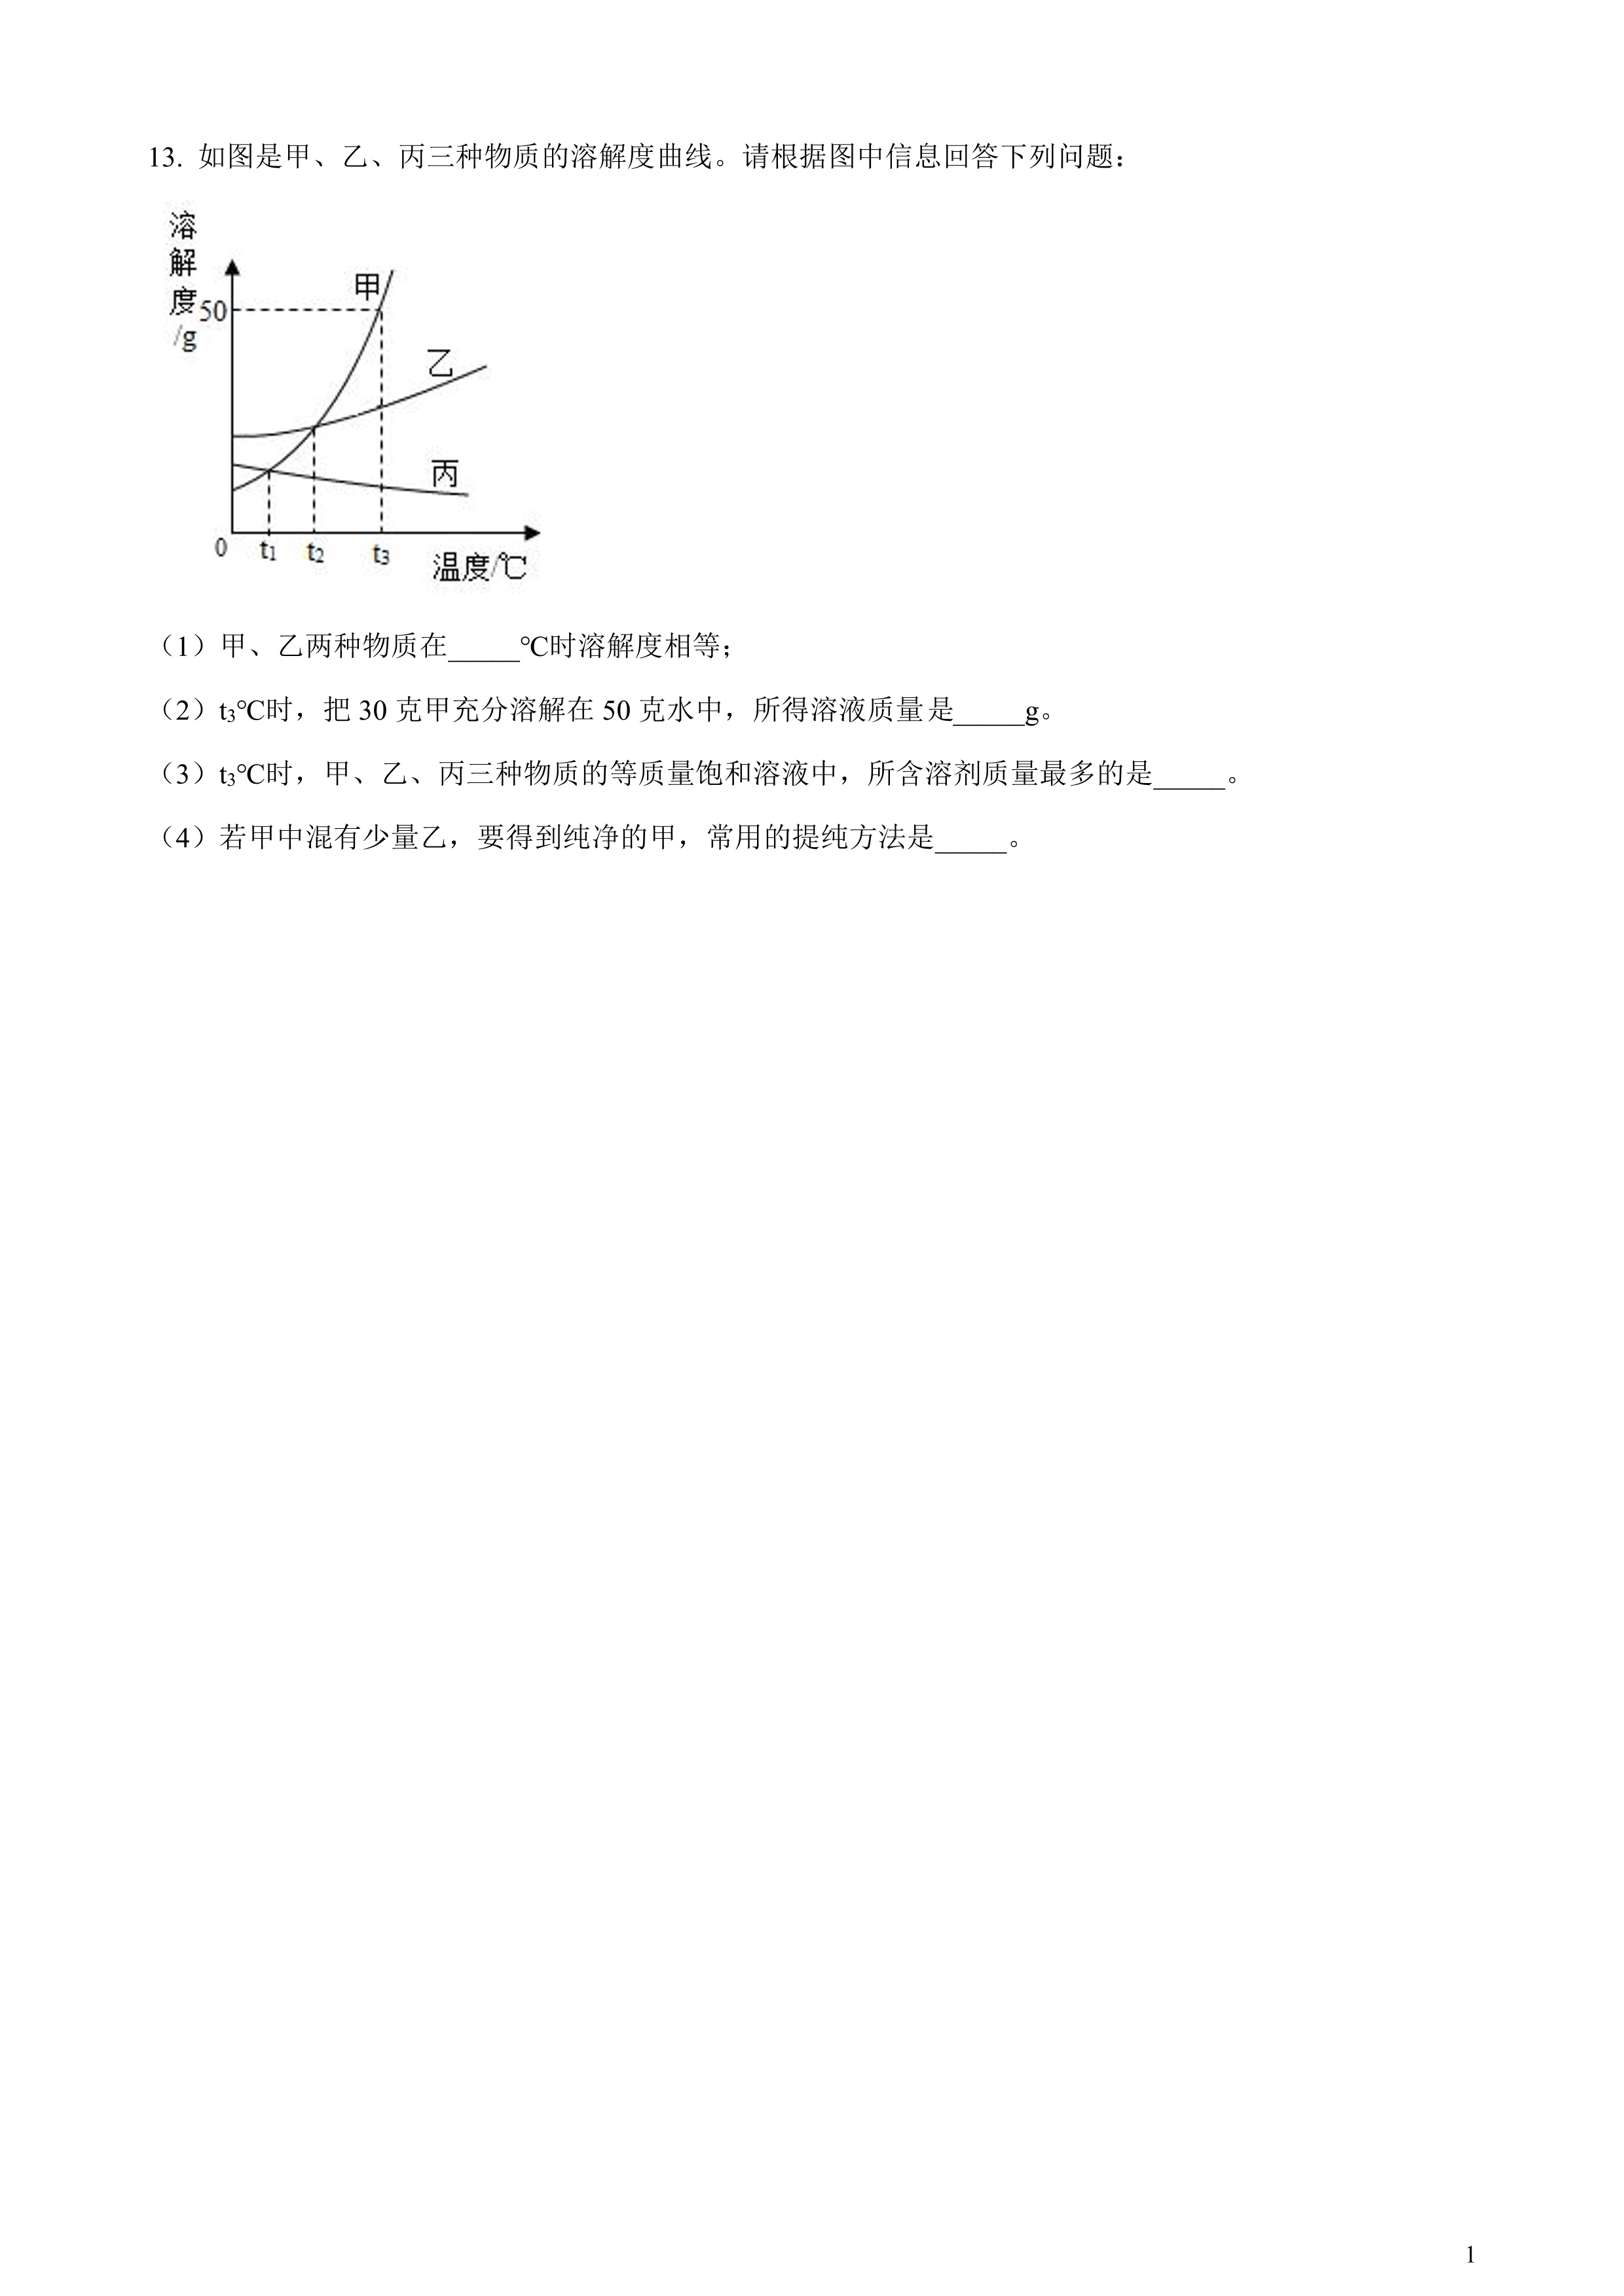 13. 如图是甲、乙、丙三种物质的溶解度曲线。请根据图中信息回答下列问题：
溶解度/g
50
甲
乙
丙
0
t₁
t₂
t₃
温度/℃
（1）甲、乙两种物质在_____℃时溶解度相等；
（2）t₃℃时，把 30 克甲充分溶解在 50 克水中，所得溶液质量是_____g。
（3）t₃℃时，甲、乙、丙三种物质的等质量饱和溶液中，所含溶剂质量最多的是_____。
（4）若甲中混有少量乙，要得到纯净的甲，常用的提纯方法是_____。
1